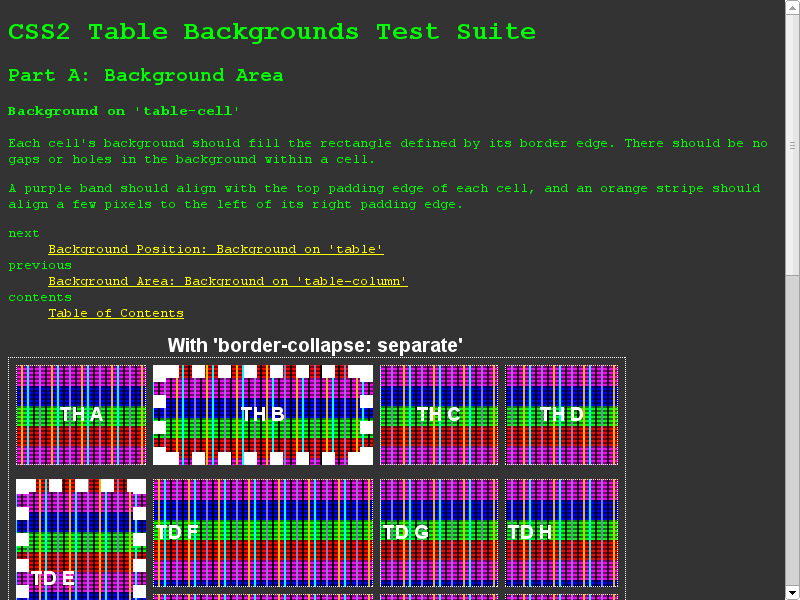 CSS2 Table Backgrounds Test Suite
Part A: Background Area
Background on 'table-cell'
Each cell's background should fill the rectangle defined by its border edge. There should be no
gaps or holes in the background within a cell.
A purple band should align with the top padding edge of each cell, and an orange stripe should
align a few pixels to the left of its right padding edge.
next
Background Position: Background on 'table'
previous
Background Area: Background on 'table-column'
contents
Table of Contents
With 'border-collapse: separate'
TH A TH B TH C TH D
TD F TD G TD H
TD E